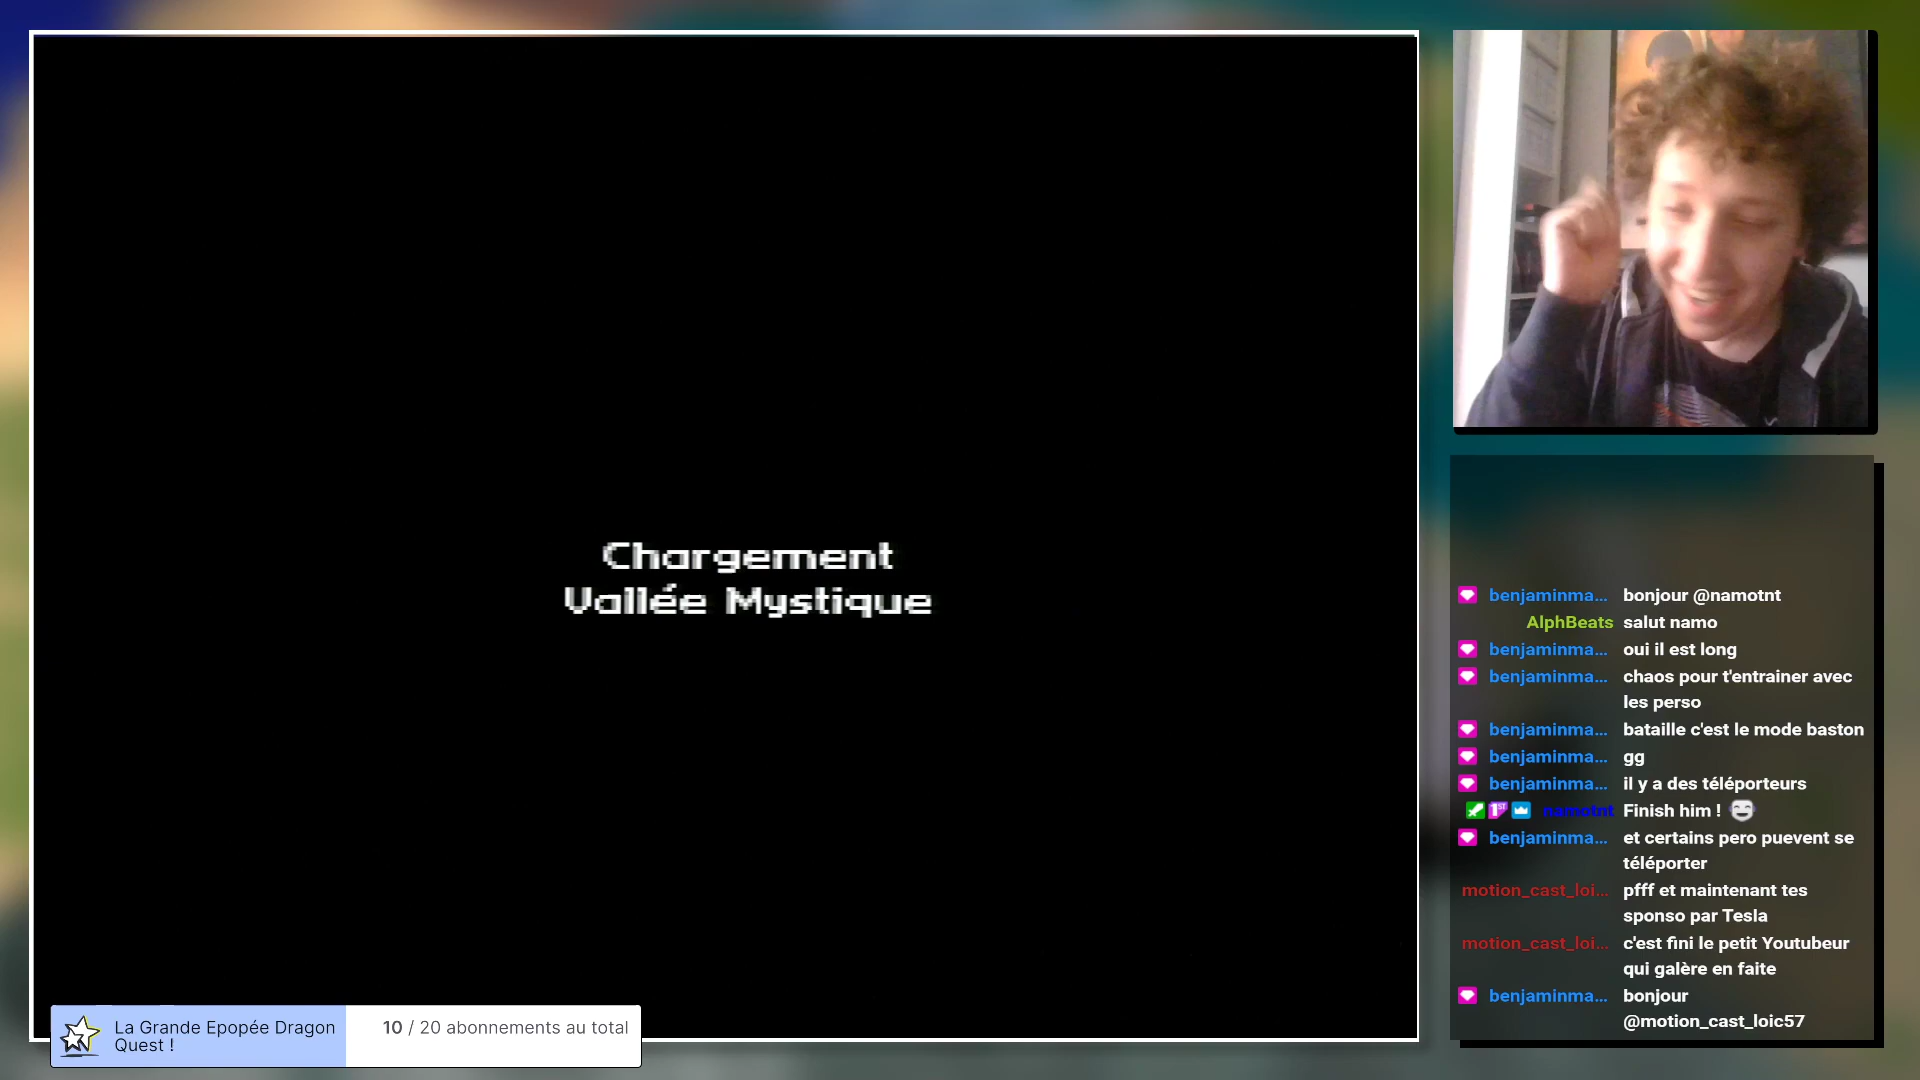 Chargement
Vallée Mystique
benjaminma... bonjour @namotnt
AlphBeats salut namo
benjaminma... oui il est long
benjaminma... chaos pour t'entrainer avec
les perso
benjaminma... bataille c'est le mode baston
benjaminma... gg
benjaminma... il y a des téléporteurs
namotnt Finish him !
benjaminma... et certains pero puevent se
téléporter
motion_cast_loi... pfff et maintenant tes
sponso par Tesla
motion_cast_loi... c'est fini le petit Youtubeur
qui galère en faite
benjaminma... bonjour
@motion_cast_loic57
La Grande Epopée Dragon
Quest !
10 / 20 abonnements au total